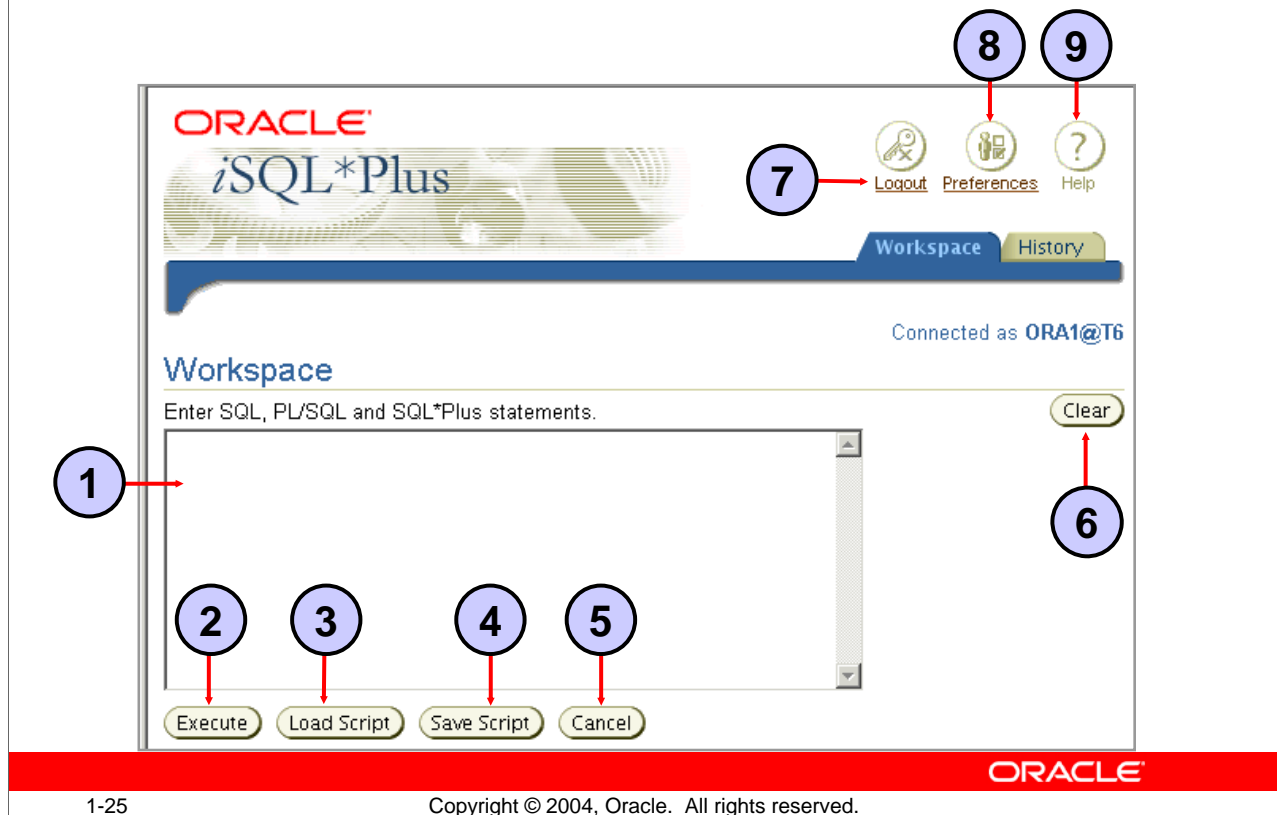 8 9
ORACLE
iSQL*Plus
7
Logout Preferences Help
Workspace History
Connected as ORA1@T6
Workspace
Enter SQL, PL/SQL and SQL*Plus statements.
Clear
1
6
2 3 4 5
Execute Load Script Save Script Cancel
ORACLE
1-25 Copyright © 2004, Oracle. All rights reserved.